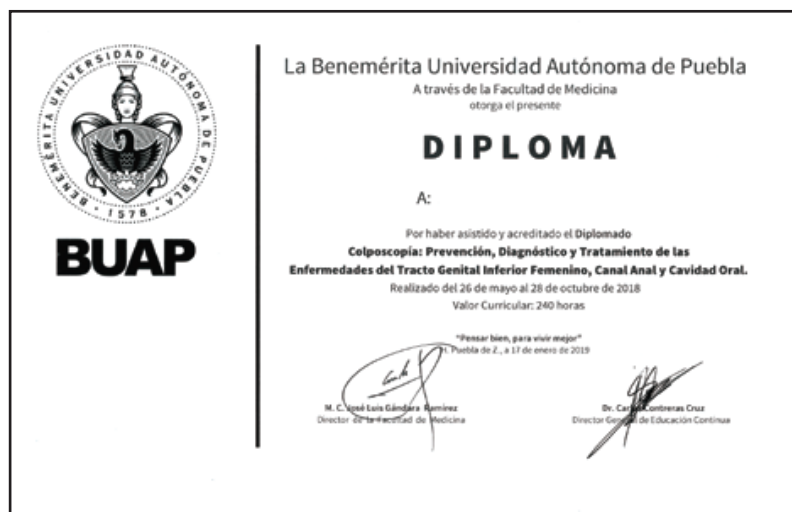 BENEMÉRITA UNIVERSIDAD AUTÓNOMA DE PUEBLA
· 1578 ·
BUAP
La Benemérita Universidad Autónoma de Puebla
A través de la Facultad de Medicina
otorga el presente
DIPLOMA
A:
Por haber asistido y acreditado el Diplomado
Colposcopía: Prevención, Diagnóstico y Tratamiento de las
Enfermedades del Tracto Genital Inferior Femenino, Canal Anal y Cavidad Oral.
Realizado del 26 de mayo al 28 de octubre de 2018
Valor Curricular: 240 horas
"Pensar bien, para vivir mejor"
H. Puebla de Z., a 17 de enero de 2019
M. C. José Luis Gándara Ramírez
Director de la Facultad de Medicina
Dr. Carlos Contreras Cruz
Director General de Educación Continua